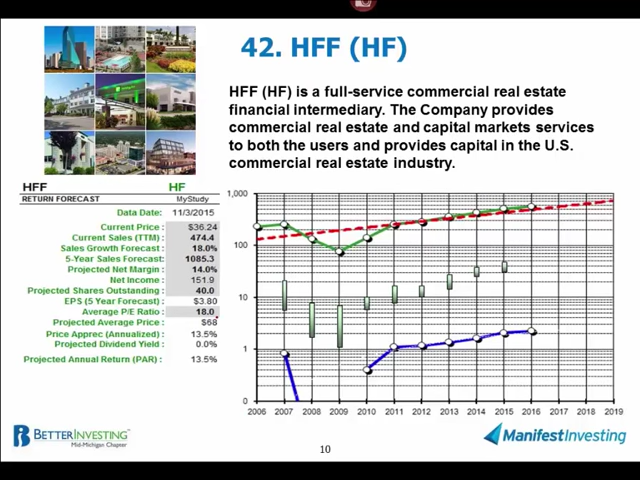 42. HFF (HF)
HFF (HF) is a full-service commercial real estate
financial intermediary. The Company provides
commercial real estate and capital markets services
to both the users and provides capital in the U.S.
commercial real estate industry.
HFF HF
RETURN FORECAST MyStudy
Data Date: 11/3/2015
Current Price: $36.24
Current Sales (TTM) 474.4
Sales Growth Forecast: 18.0%
5-Year Sales Forecast: 1085.3
Projected Net Margin: 14.0%
Net Income: 151.9
Projected Shares Outstanding: 40.0
EPS (5 Year Forecast): $3.80
Average P/E Ratio: 18.0
Projected Average Price: $68
Price Apprec (Annualized): 13.5%
Projected Dividend Yield: 0.0%
Projected Annual Return (PAR) : 13.5%
1,000
100
10
1
0
2006 2007 2008 2009 2010 2011 2012 2013 2014 2015 2016 2017 2018 2019
BETTERINVESTING™
Mid-Michigan Chapter
10
ManifestInvesting